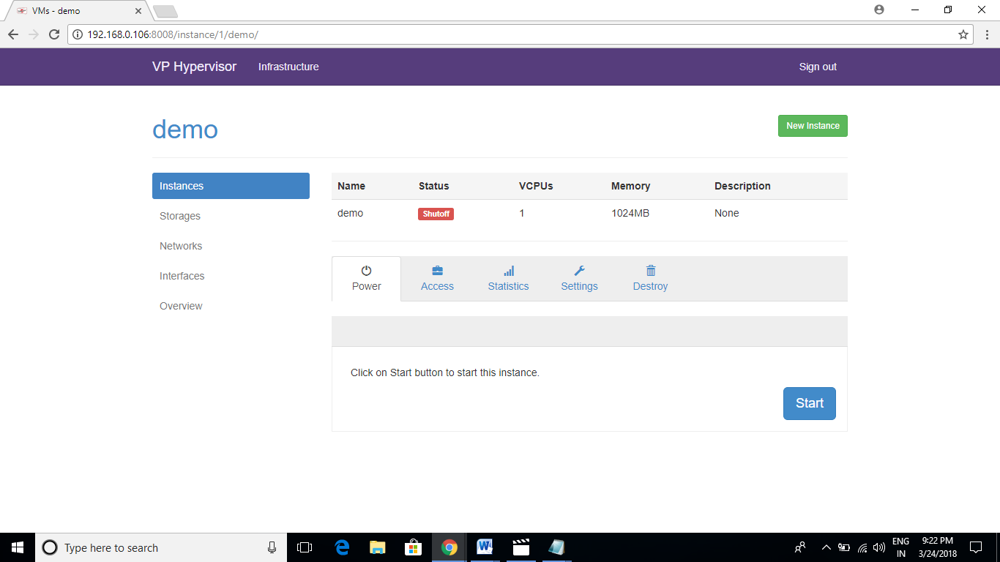 VMs - demo
192.168.0.106:8008/instance/1/demo/
VP Hypervisor Infrastructure Sign out
demo
New Instance
Instances
Storages
Networks
Interfaces
Overview
Name Status VCPUs Memory Description
demo Shutoff 1 1024MB None
Power Access Statistics Settings Destroy
Click on Start button to start this instance.
Start
Type here to search
ENG
IN
9:22 PM
3/24/2018